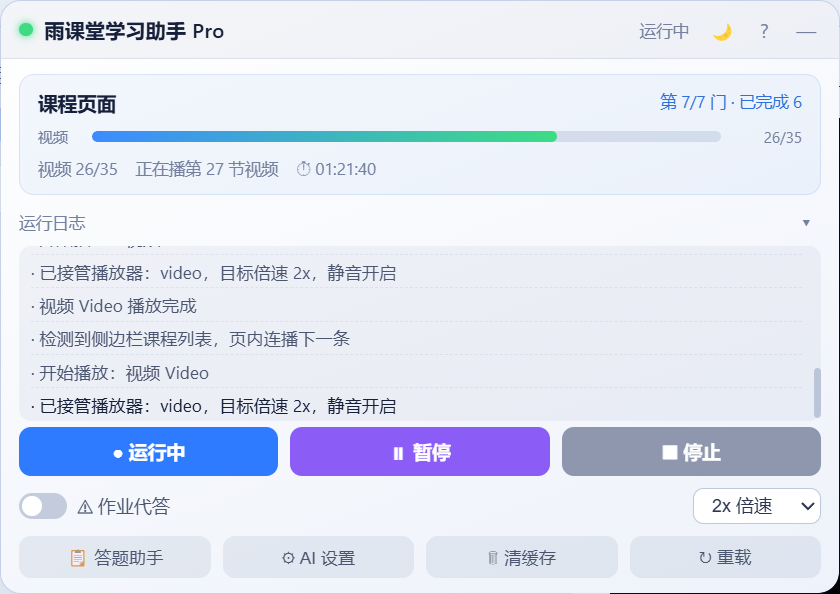 雨课堂学习助手 Pro
运行中 🌙 ? —
课程页面
第 7/7 门 · 已完成 6
视频 26/35
视频 26/35 正在播第 27 节视频 ⏱ 01:21:40
运行日志 ▼
· 已接管播放器：video，目标倍速 2x，静音开启
· 视频 Video 播放完成
· 检测到侧边栏课程列表，页内连播下一条
· 开始播放：视频 Video
· 已接管播放器：video，目标倍速 2x，静音开启
● 运行中
⏸ 暂停
■ 停止
⚠ 作业代答
2x 倍速
📋 答题助手
⚙ AI 设置
🗑 清缓存
↻ 重载